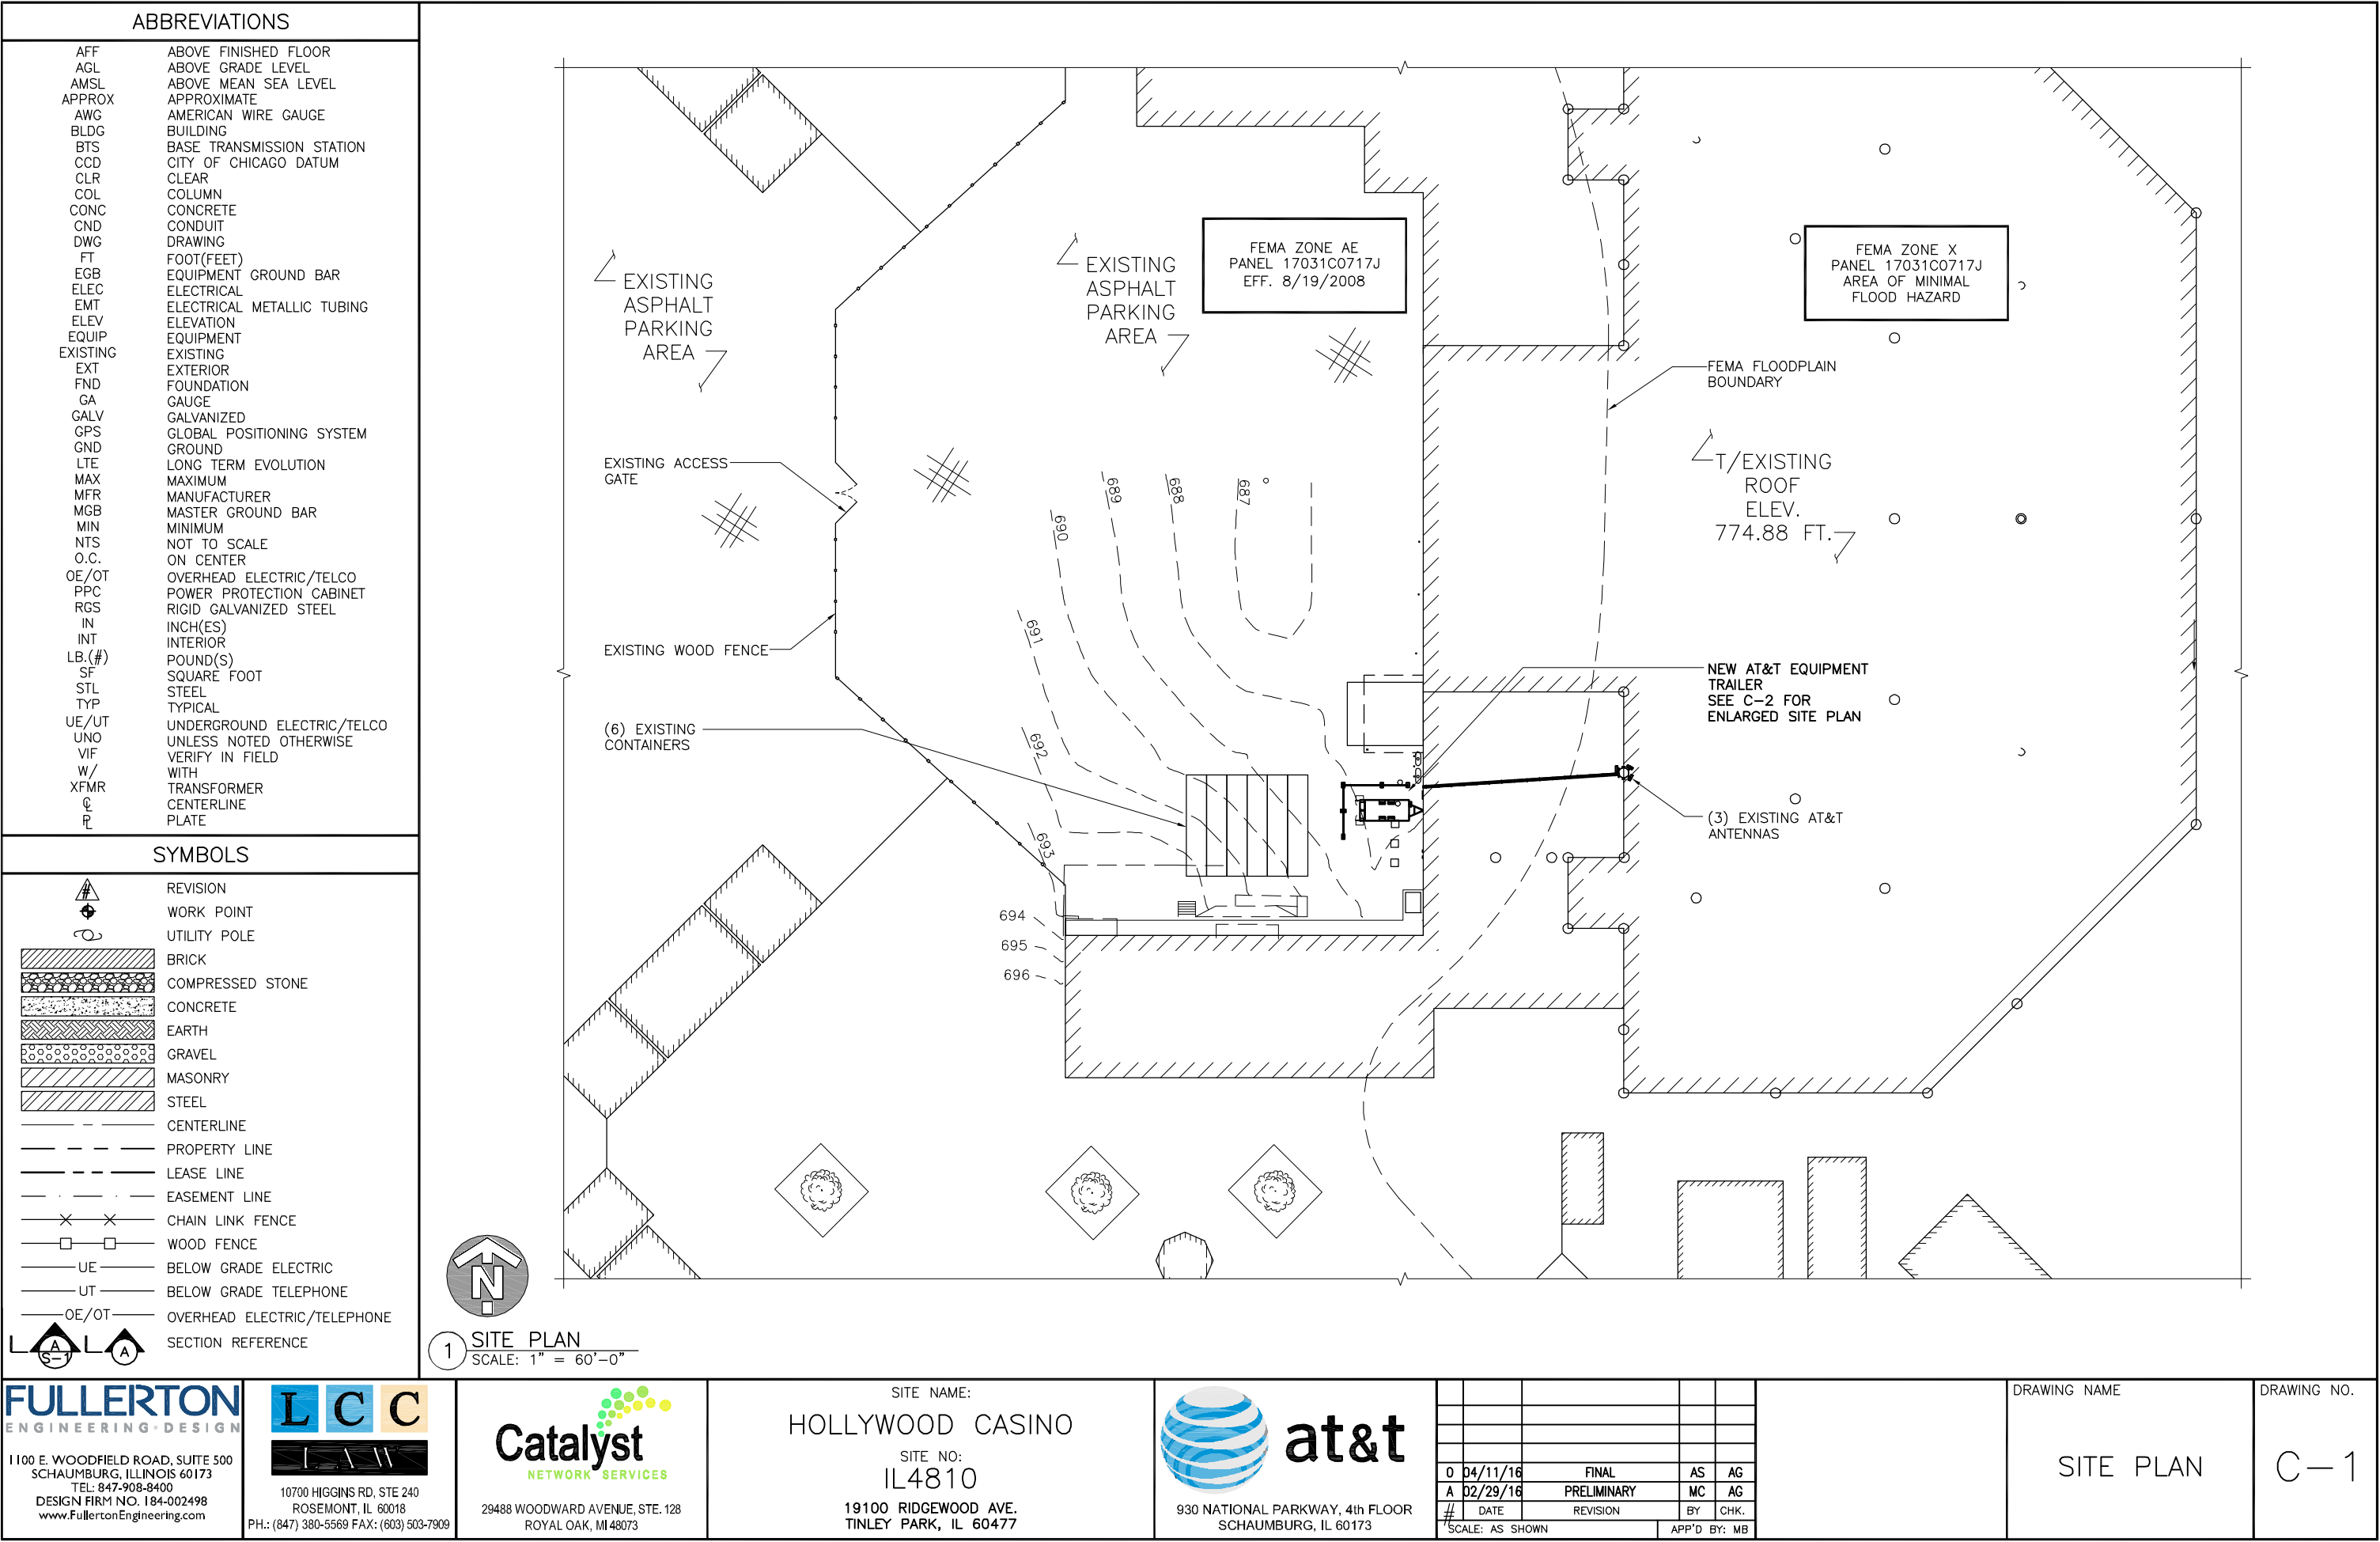 ABBREVIATIONS
AFF ABOVE FINISHED FLOOR
AGL ABOVE GRADE LEVEL
AMSL ABOVE MEAN SEA LEVEL
APPROX APPROXIMATE
AWG AMERICAN WIRE GAUGE
BLDG BUILDING
BTS BASE TRANSMISSION STATION
CCD CITY OF CHICAGO DATUM
CLR CLEAR
COL COLUMN
CONC CONCRETE
CND CONDUIT
DWG DRAWING
FT FOOT(FEET)
EGB EQUIPMENT GROUND BAR
ELEC ELECTRICAL
EMT ELECTRICAL METALLIC TUBING
ELEV ELEVATION
EQUIP EQUIPMENT
EXISTING EXISTING
EXT EXTERIOR
FND FOUNDATION
GA GAUGE
GALV GALVANIZED
GPS GLOBAL POSITIONING SYSTEM
GND GROUND
LTE LONG TERM EVOLUTION
MAX MAXIMUM
MFR MANUFACTURER
MGB MASTER GROUND BAR
MIN MINIMUM
NTS NOT TO SCALE
O.C. ON CENTER
OE/OT OVERHEAD ELECTRIC/TELCO
PPC POWER PROTECTION CABINET
RGS RIGID GALVANIZED STEEL
IN INCH(ES)
INT INTERIOR
LB.(#) POUND(S)
SF SQUARE FOOT
STL STEEL
TYP TYPICAL
UE/UT UNDERGROUND ELECTRIC/TELCO
UNO UNLESS NOTED OTHERWISE
VIF VERIFY IN FIELD
W/ WITH
XFMR TRANSFORMER
℄ CENTERLINE
PL PLATE
SYMBOLS
# REVISION
WORK POINT
UTILITY POLE
BRICK
COMPRESSED STONE
CONCRETE
EARTH
GRAVEL
MASONRY
STEEL
CENTERLINE
PROPERTY LINE
LEASE LINE
EASEMENT LINE
CHAIN LINK FENCE
WOOD FENCE
UE BELOW GRADE ELECTRIC
UT BELOW GRADE TELEPHONE
OE/OT OVERHEAD ELECTRIC/TELEPHONE
A S-1 A SECTION REFERENCE
EXISTING
ASPHALT
PARKING
AREA
EXISTING
ASPHALT
PARKING
AREA
FEMA ZONE AE
PANEL 17031C0717J
EFF. 8/19/2008
FEMA ZONE X
PANEL 17031C0717J
AREA OF MINIMAL
FLOOD HAZARD
FEMA FLOODPLAIN
BOUNDARY
T/EXISTING
ROOF
ELEV.
774.88 FT.
EXISTING ACCESS
GATE
EXISTING WOOD FENCE
(6) EXISTING
CONTAINERS
687
688
689
690
691
692
693
694
695
696
NEW AT&T EQUIPMENT
TRAILER
SEE C-2 FOR
ENLARGED SITE PLAN
(3) EXISTING AT&T
ANTENNAS
N
1 SITE PLAN
SCALE: 1" = 60'-0"
FULLERTON
ENGINEERING·DESIGN
1100 E. WOODFIELD ROAD, SUITE 500
SCHAUMBURG, ILLINOIS 60173
TEL: 847-908-8400
DESIGN FIRM NO. 184-002498
www.FullertonEngineering.com
LCC
LAW
10700 HIGGINS RD, STE 240
ROSEMONT, IL 60018
PH.: (847) 380-5569 FAX: (603) 503-7909
Catalyst
NETWORK SERVICES
29488 WOODWARD AVENUE, STE. 128
ROYAL OAK, MI 48073
SITE NAME:
HOLLYWOOD CASINO
SITE NO:
IL4810
19100 RIDGEWOOD AVE.
TINLEY PARK, IL 60477
at&t
930 NATIONAL PARKWAY, 4th FLOOR
SCHAUMBURG, IL 60173
0 04/11/16 FINAL AS AG
A 02/29/16 PRELIMINARY MC AG
# DATE REVISION BY CHK.
SCALE: AS SHOWN APP'D BY: MB
DRAWING NAME
SITE PLAN
DRAWING NO.
C-1